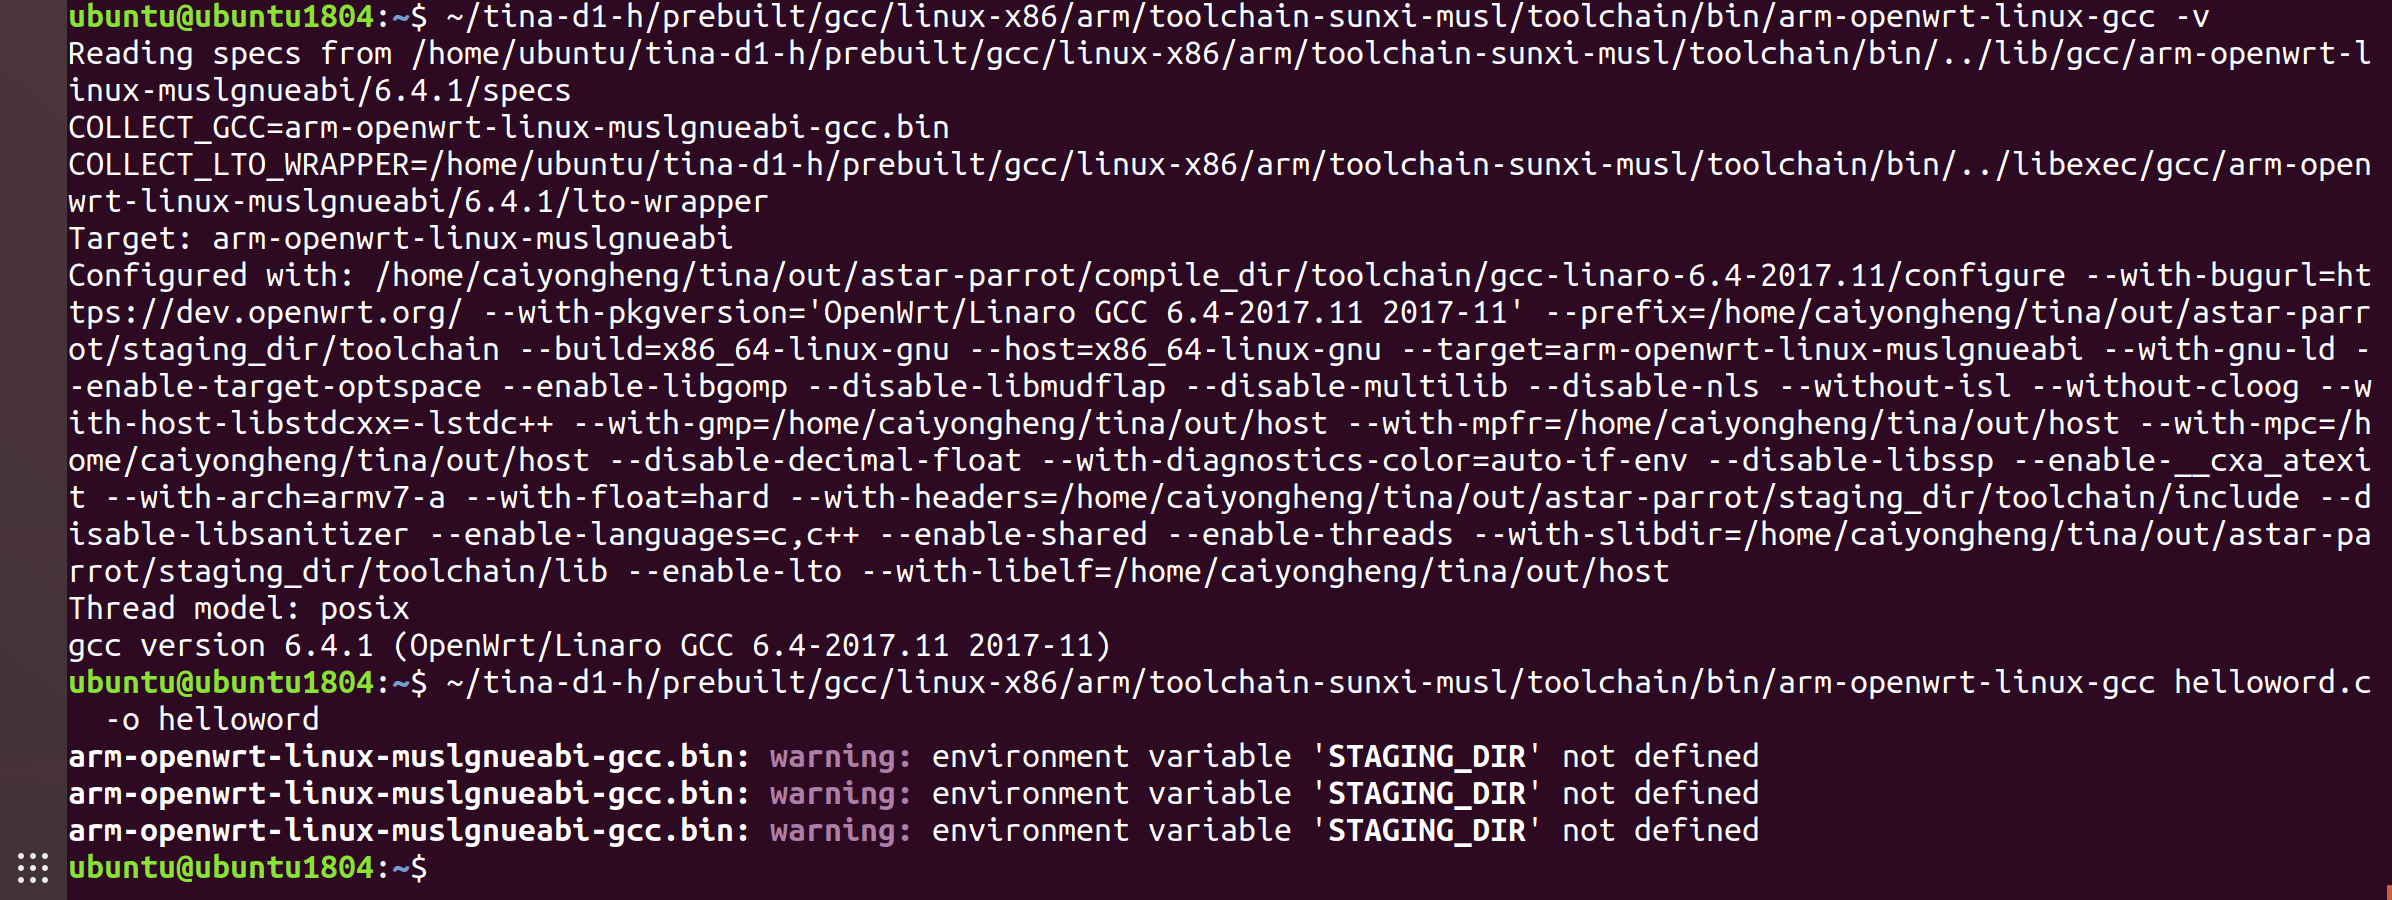 ubuntu@ubuntu1804:~$ ~/tina-d1-h/prebuilt/gcc/linux-x86/arm/toolchain-sunxi-musl/toolchain/bin/arm-openwrt-linux-gcc -v
Reading specs from /home/ubuntu/tina-d1-h/prebuilt/gcc/linux-x86/arm/toolchain-sunxi-musl/toolchain/bin/../lib/gcc/arm-openwrt-l
inux-muslgnueabi/6.4.1/specs
COLLECT_GCC=arm-openwrt-linux-muslgnueabi-gcc.bin
COLLECT_LTO_WRAPPER=/home/ubuntu/tina-d1-h/prebuilt/gcc/linux-x86/arm/toolchain-sunxi-musl/toolchain/bin/../libexec/gcc/arm-open
wrt-linux-muslgnueabi/6.4.1/lto-wrapper
Target: arm-openwrt-linux-muslgnueabi
Configured with: /home/caiyongheng/tina/out/astar-parrot/compile_dir/toolchain/gcc-linaro-6.4-2017.11/configure --with-bugurl=ht
tps://dev.openwrt.org/ --with-pkgversion='OpenWrt/Linaro GCC 6.4-2017.11 2017-11' --prefix=/home/caiyongheng/tina/out/astar-parr
ot/staging_dir/toolchain --build=x86_64-linux-gnu --host=x86_64-linux-gnu --target=arm-openwrt-linux-muslgnueabi --with-gnu-ld -
-enable-target-optspace --enable-libgomp --disable-libmudflap --disable-multilib --disable-nls --without-isl --without-cloog --w
ith-host-libstdcxx=-lstdc++ --with-gmp=/home/caiyongheng/tina/out/host --with-mpfr=/home/caiyongheng/tina/out/host --with-mpc=/h
ome/caiyongheng/tina/out/host --disable-decimal-float --with-diagnostics-color=auto-if-env --disable-libssp --enable-__cxa_atexi
t --with-arch=armv7-a --with-float=hard --with-headers=/home/caiyongheng/tina/out/astar-parrot/staging_dir/toolchain/include --d
isable-libsanitizer --enable-languages=c,c++ --enable-shared --enable-threads --with-slibdir=/home/caiyongheng/tina/out/astar-pa
rrot/staging_dir/toolchain/lib --enable-lto --with-libelf=/home/caiyongheng/tina/out/host
Thread model: posix
gcc version 6.4.1 (OpenWrt/Linaro GCC 6.4-2017.11 2017-11)
ubuntu@ubuntu1804:~$ ~/tina-d1-h/prebuilt/gcc/linux-x86/arm/toolchain-sunxi-musl/toolchain/bin/arm-openwrt-linux-gcc helloword.c
  -o helloword
arm-openwrt-linux-muslgnueabi-gcc.bin: warning: environment variable 'STAGING_DIR' not defined
arm-openwrt-linux-muslgnueabi-gcc.bin: warning: environment variable 'STAGING_DIR' not defined
arm-openwrt-linux-muslgnueabi-gcc.bin: warning: environment variable 'STAGING_DIR' not defined
ubuntu@ubuntu1804:~$